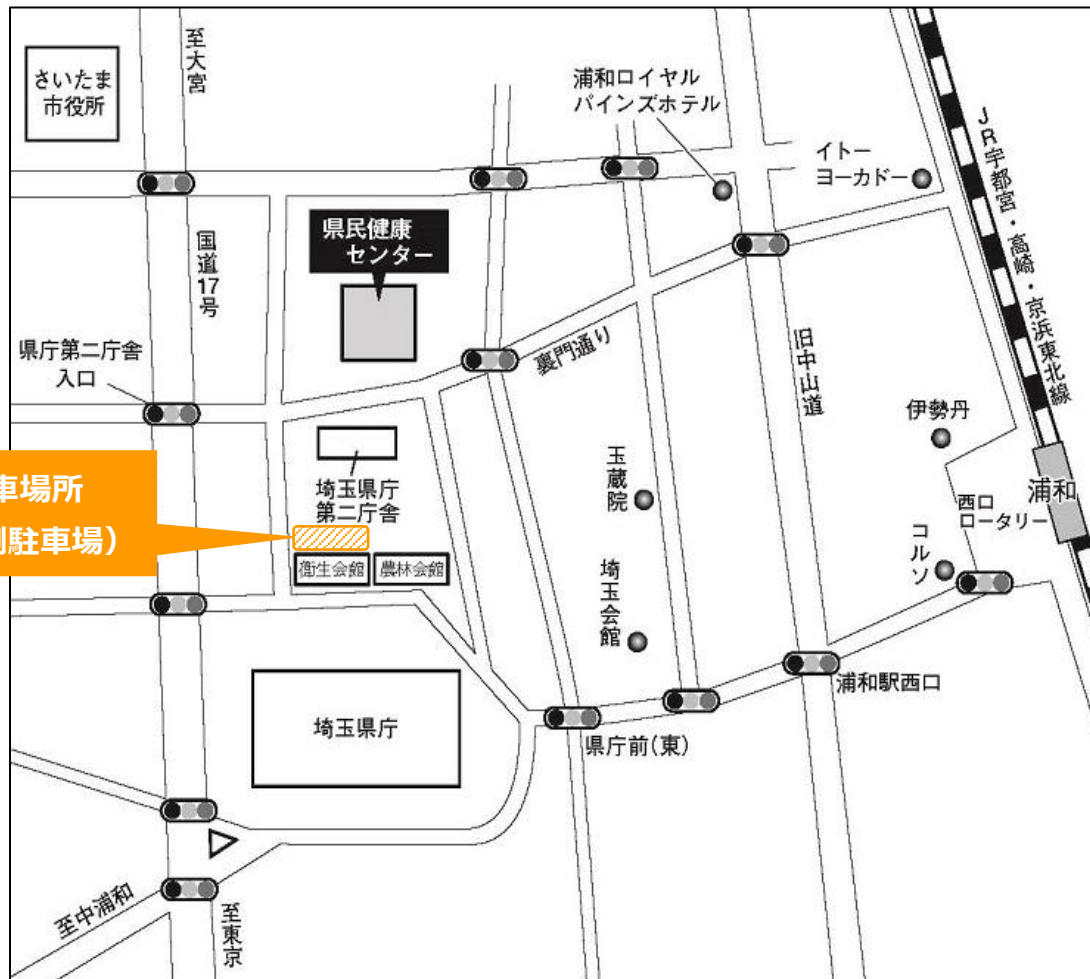 至大宮
さいたま
市役所
浦和ロイヤル
パインズホテル
イトー
ヨーカドー
JR宇都宮・高崎・京浜東北線
県民健康
センター
国道17号
県庁第二庁舎
入口
裏門通り
旧中山道
伊勢丹
車場所
駐車場）
埼玉県庁
第二庁舎
玉蔵院
浦和
西口
ロータリー
コルソ
衛生会館
農林会館
埼玉会館
浦和駅西口
埼玉県庁
県庁前(東)
至中浦和
至東京